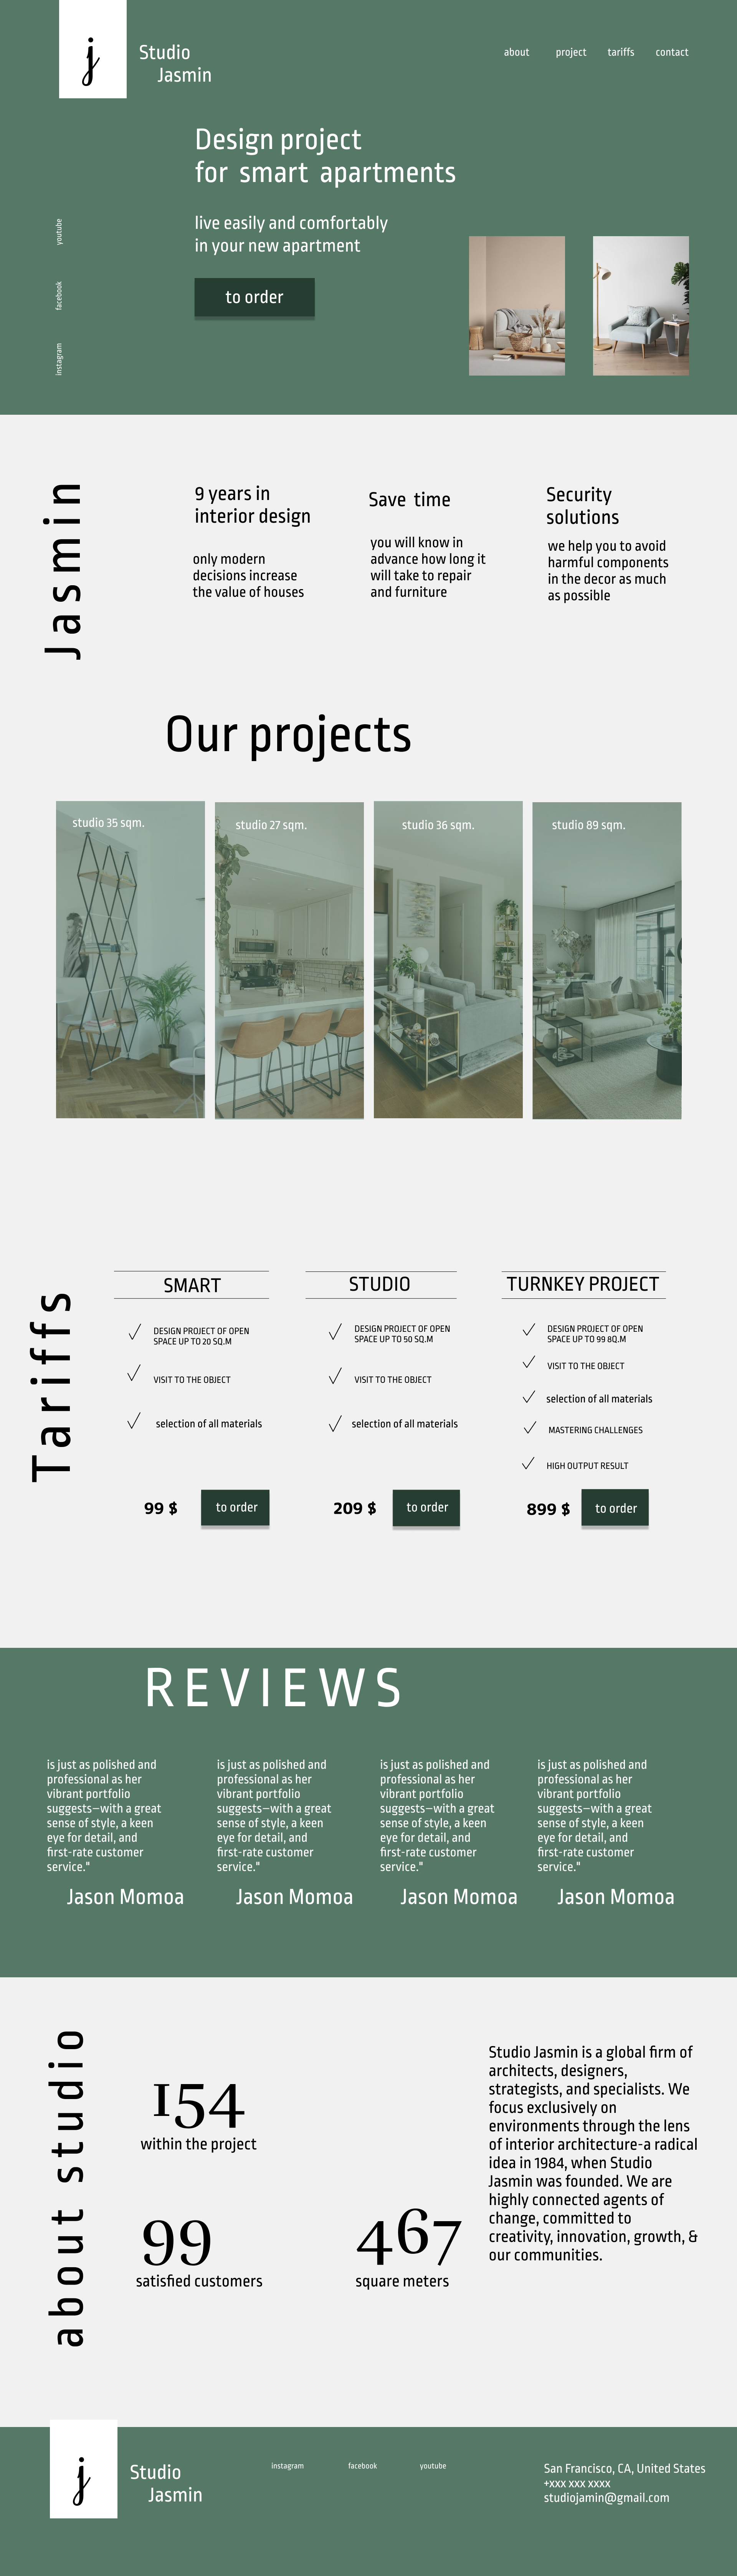 j
Studio
Jasmin
about project tariffs contact
Design project
for smart apartments
live easily and comfortably
in your new apartment
to order
youtube
facebook
instagram
Jasmin
9 years in
interior design
only modern
decisions increase
the value of houses
Save time
you will know in
advance how long it
will take to repair
and furniture
Security
solutions
we help you to avoid
harmful components
in the decor as much
as possible
Our projects
studio 35 sqm.
studio 27 sqm.
studio 36 sqm.
studio 89 sqm.
Tariffs
SMART
DESIGN PROJECT OF OPEN
SPACE UP TO 20 SQ.M
VISIT TO THE OBJECT
selection of all materials
99 $
to order
STUDIO
DESIGN PROJECT OF OPEN
SPACE UP TO 50 SQ.M
VISIT TO THE OBJECT
selection of all materials
209 $
to order
TURNKEY PROJECT
DESIGN PROJECT OF OPEN
SPACE UP TO 99 8Q.M
VISIT TO THE OBJECT
selection of all materials
MASTERING CHALLENGES
HIGH OUTPUT RESULT
899 $
to order
REVIEWS
is just as polished and
professional as her
vibrant portfolio
suggests—with a great
sense of style, a keen
eye for detail, and
first-rate customer
service."
Jason Momoa
is just as polished and
professional as her
vibrant portfolio
suggests—with a great
sense of style, a keen
eye for detail, and
first-rate customer
service."
Jason Momoa
is just as polished and
professional as her
vibrant portfolio
suggests—with a great
sense of style, a keen
eye for detail, and
first-rate customer
service."
Jason Momoa
is just as polished and
professional as her
vibrant portfolio
suggests—with a great
sense of style, a keen
eye for detail, and
first-rate customer
service."
Jason Momoa
about studio
154
within the project
99
satisfied customers
467
square meters
Studio Jasmin is a global firm of
architects, designers,
strategists, and specialists. We
focus exclusively on
environments through the lens
of interior architecture-a radical
idea in 1984, when Studio
Jasmin was founded. We are
highly connected agents of
change, committed to
creativity, innovation, growth, &
our communities.
j
Studio
Jasmin
instagram facebook youtube
San Francisco, CA, United States
+xxx xxx xxxx
studiojamin@gmail.com